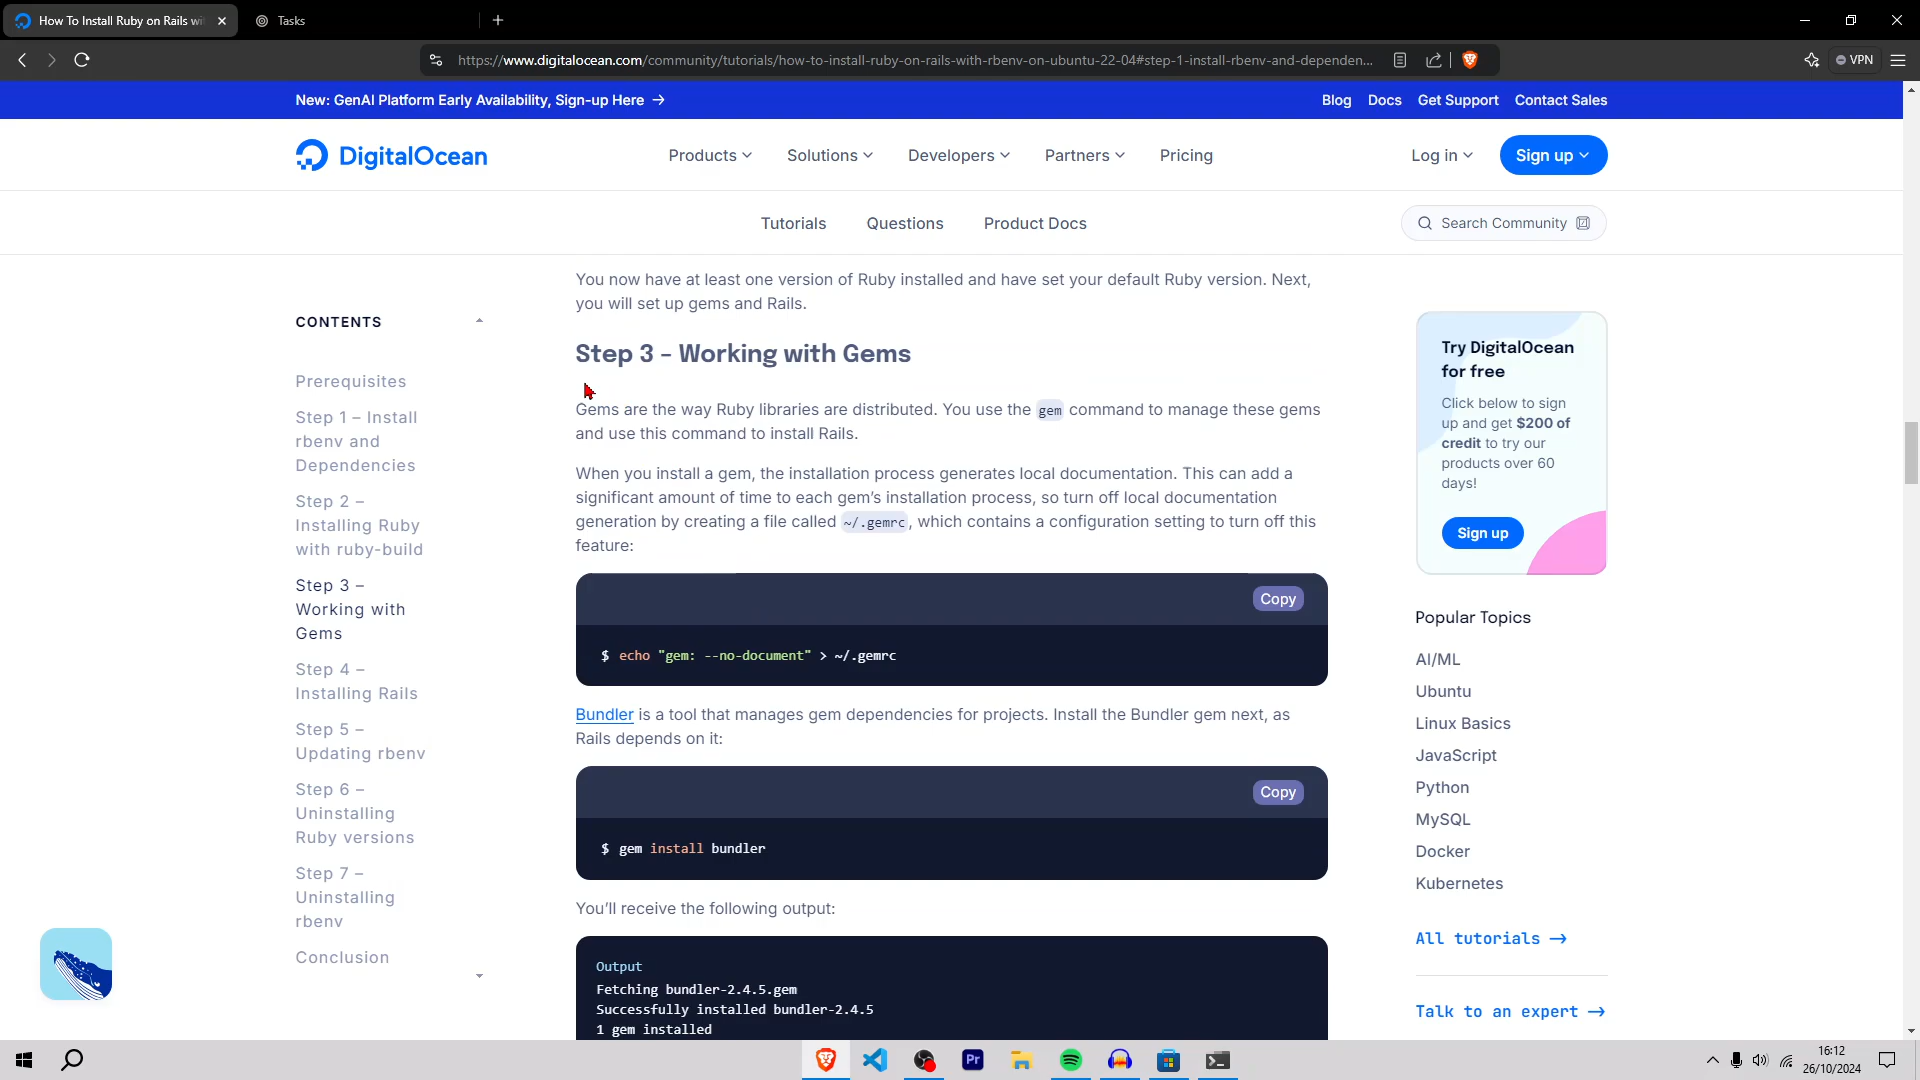 How To Install Ruby on Rails wi
Tasks
https://www.digitalocean.com/community/tutorials/how-to-install-ruby-on-rails-with-rbenv-on-ubuntu-22-04#step-1-install-rbenv-and-dependen...
VPN
New: GenAI Platform Early Availability, Sign-up Here →
Blog Docs Get Support Contact Sales
DigitalOcean
Products Solutions Developers Partners Pricing
Log in
Sign up
Tutorials Questions Product Docs
Search Community
CONTENTS
Prerequisites
Step 1 – Install
rbenv and
Dependencies
Step 2 –
Installing Ruby
with ruby-build
Step 3 –
Working with
Gems
Step 4 –
Installing Rails
Step 5 –
Updating rbenv
Step 6 –
Uninstalling
Ruby versions
Step 7 –
Uninstalling
rbenv
Conclusion
You now have at least one version of Ruby installed and have set your default Ruby version. Next,
you will set up gems and Rails.
Step 3 – Working with Gems
Gems are the way Ruby libraries are distributed. You use the gem command to manage these gems
and use this command to install Rails.
When you install a gem, the installation process generates local documentation. This can add a
significant amount of time to each gem’s installation process, so turn off local documentation
generation by creating a file called ~/.gemrc, which contains a configuration setting to turn off this
feature:
Copy
$ echo "gem: --no-document" > ~/.gemrc
Bundler is a tool that manages gem dependencies for projects. Install the Bundler gem next, as
Rails depends on it:
Copy
$ gem install bundler
You’ll receive the following output:
Output
Fetching bundler-2.4.5.gem
Successfully installed bundler-2.4.5
1 gem installed
Try DigitalOcean
for free
Click below to sign
up and get $200 of
credit to try our
products over 60
days!
Sign up
Popular Topics
AI/ML
Ubuntu
Linux Basics
JavaScript
Python
MySQL
Docker
Kubernetes
All tutorials →
Talk to an expert →
Pr
16:12
26/10/2024